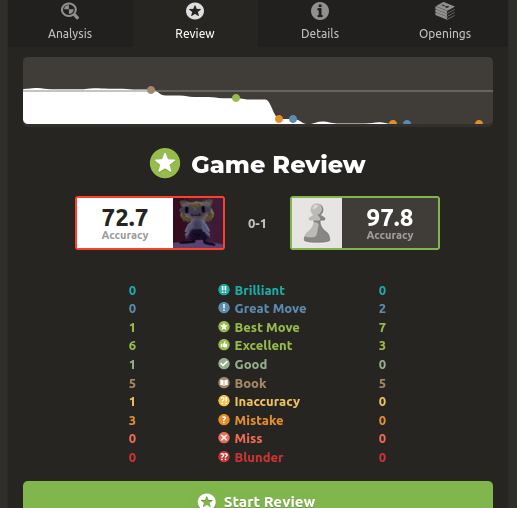 Analysis Review Details Openings
Game Review
72.7 Accuracy 0-1 97.8 Accuracy
0 !! Brilliant 0
0 ! Great Move 2
1 Best Move 7
6 Excellent 3
1 Good 0
5 Book 5
1 ?! Inaccuracy 0
3 ? Mistake 0
0 Miss 0
0 ?? Blunder 0
Start Review